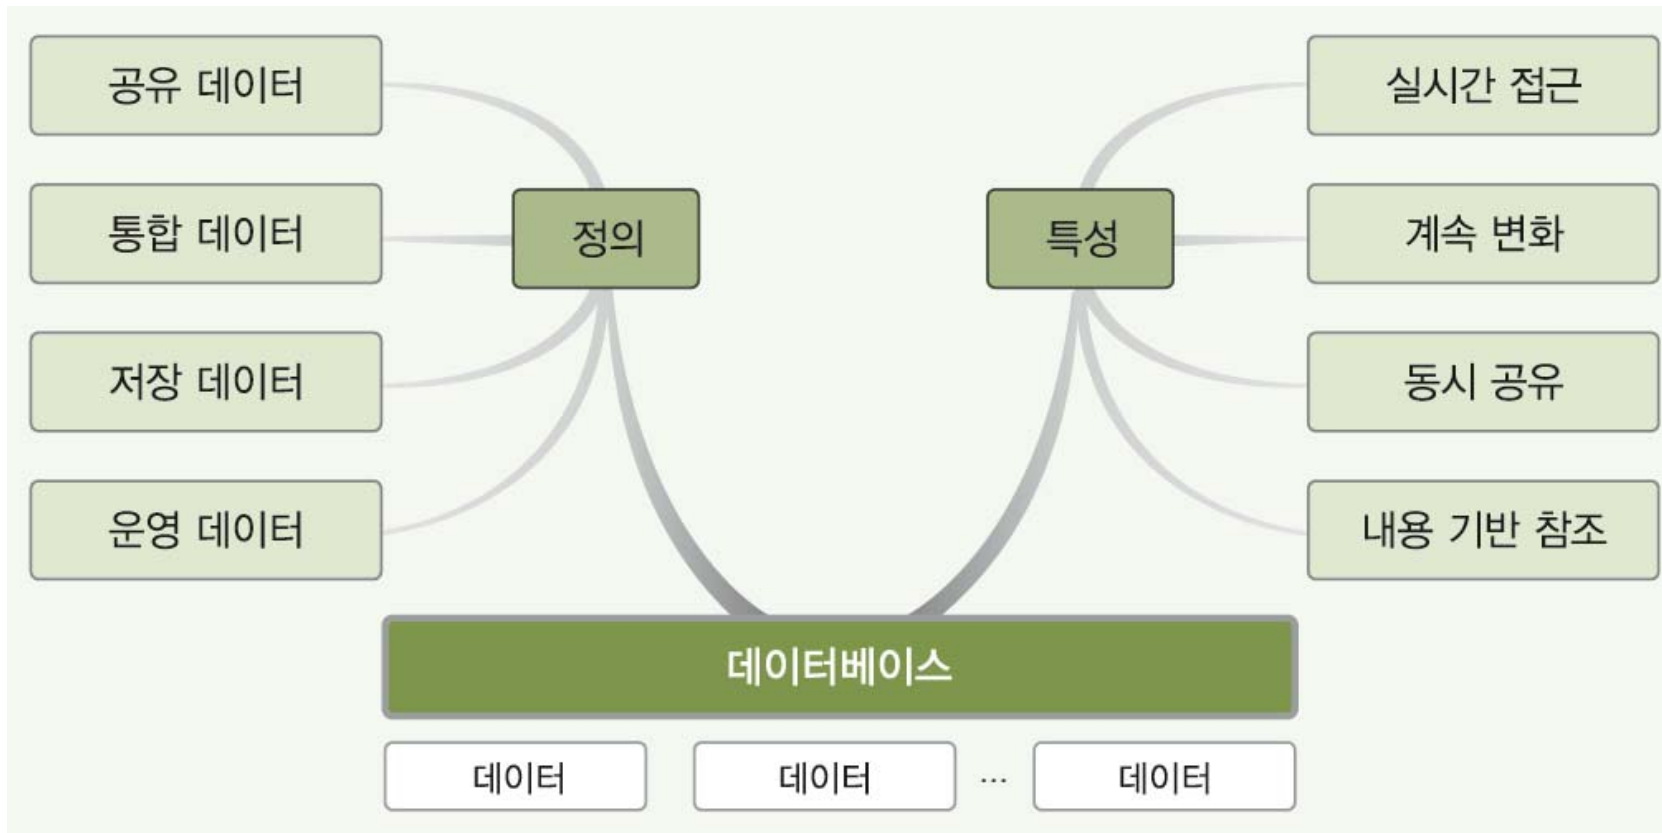 공유 데이터
통합 데이터
저장 데이터
운영 데이터
정의
특성
실시간 접근
계속 변화
동시 공유
내용 기반 참조
데이터베이스
데이터
데이터
...
데이터